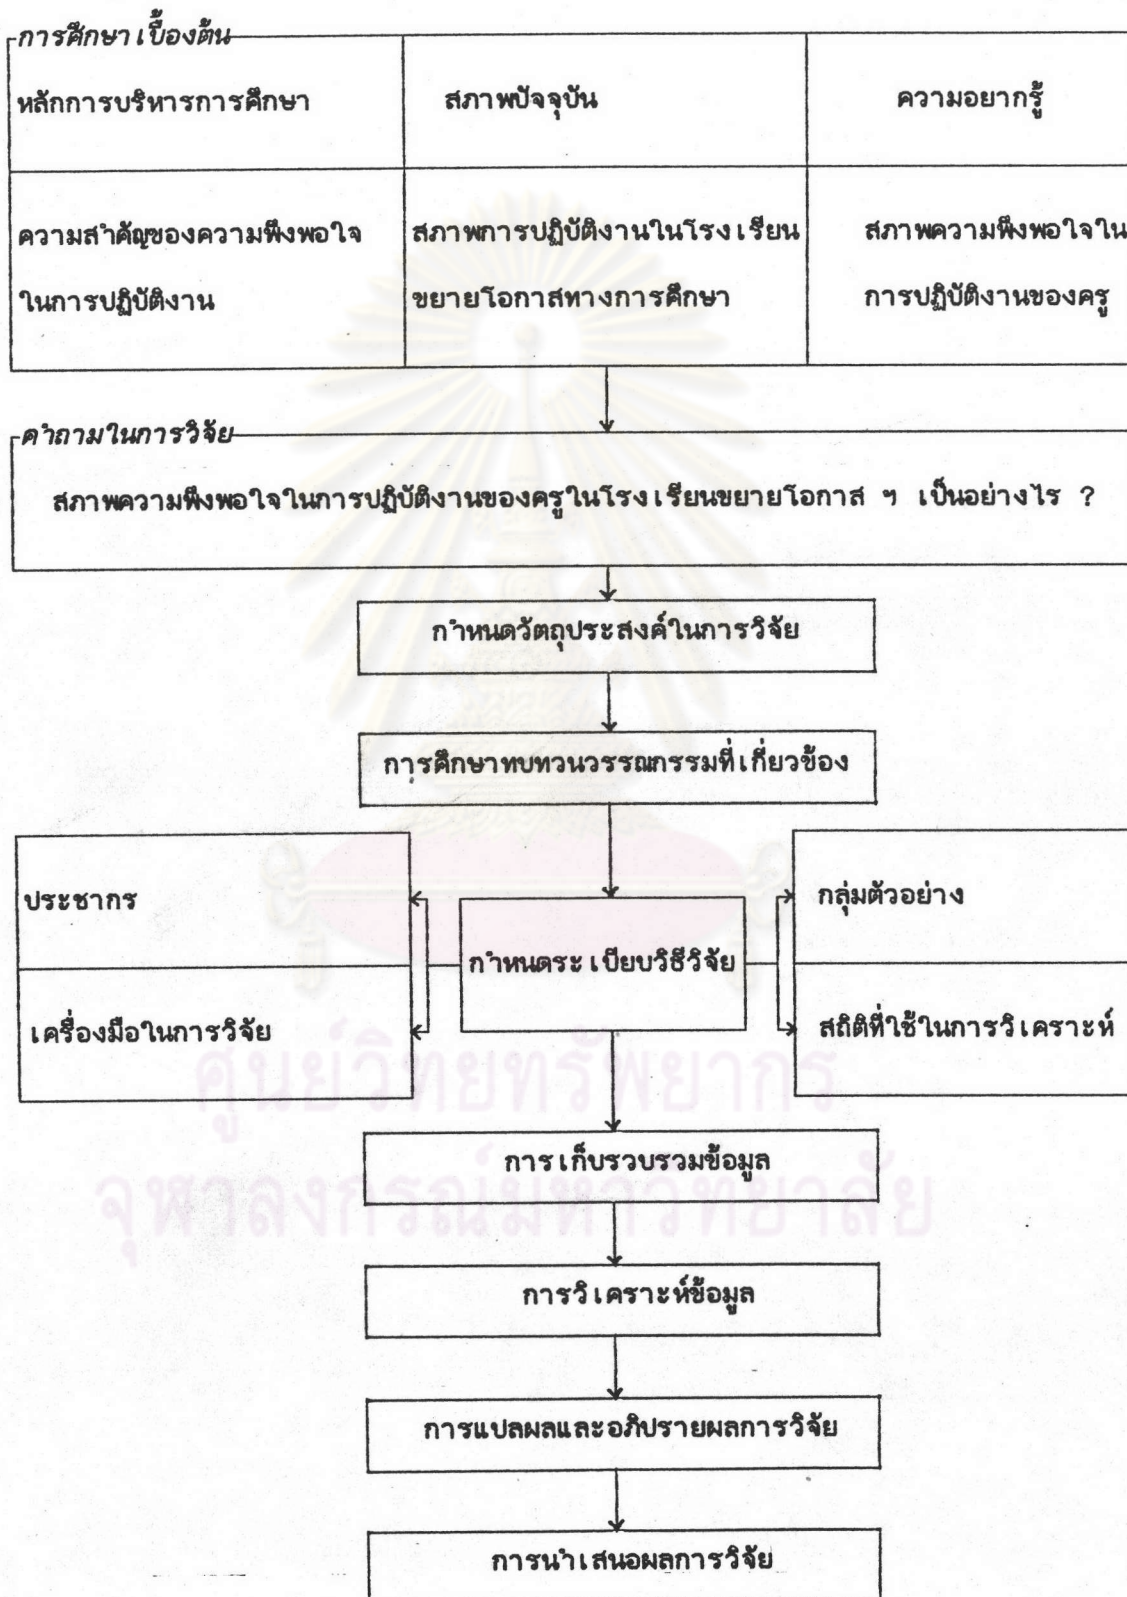 การศึกษาเบื้องต้น
หลักการบริหารการศึกษา สภาพปัจจุบัน ความอยากรู้
ความสำคัญของความพึงพอใจ สภาพการปฏิบัติงานในโรงเรียน สภาพความพึงพอใจใน
ในการปฏิบัติงาน ขยายโอกาสทางการศึกษา การปฏิบัติงานของครู
คำถามในการวิจัย
สภาพความพึงพอใจในการปฏิบัติงานของครูในโรงเรียนขยายโอกาส ฯ เป็นอย่างไร ?
กำหนดวัตถุประสงค์ในการวิจัย
การศึกษาทบทวนวรรณกรรมที่เกี่ยวข้อง
ประชากร กลุ่มตัวอย่าง
กำหนดระเบียบวิธีวิจัย
เครื่องมือในการวิจัย สถิติที่ใช้ในการวิเคราะห์
ศูนย์วิทยทรัพยากร
การเก็บรวบรวมข้อมูล
จุฬาลงกรณ์มหาวิทยาลัย
การวิเคราะห์ข้อมูล
การแปลผลและอภิปรายผลการวิจัย
การนำเสนอผลการวิจัย